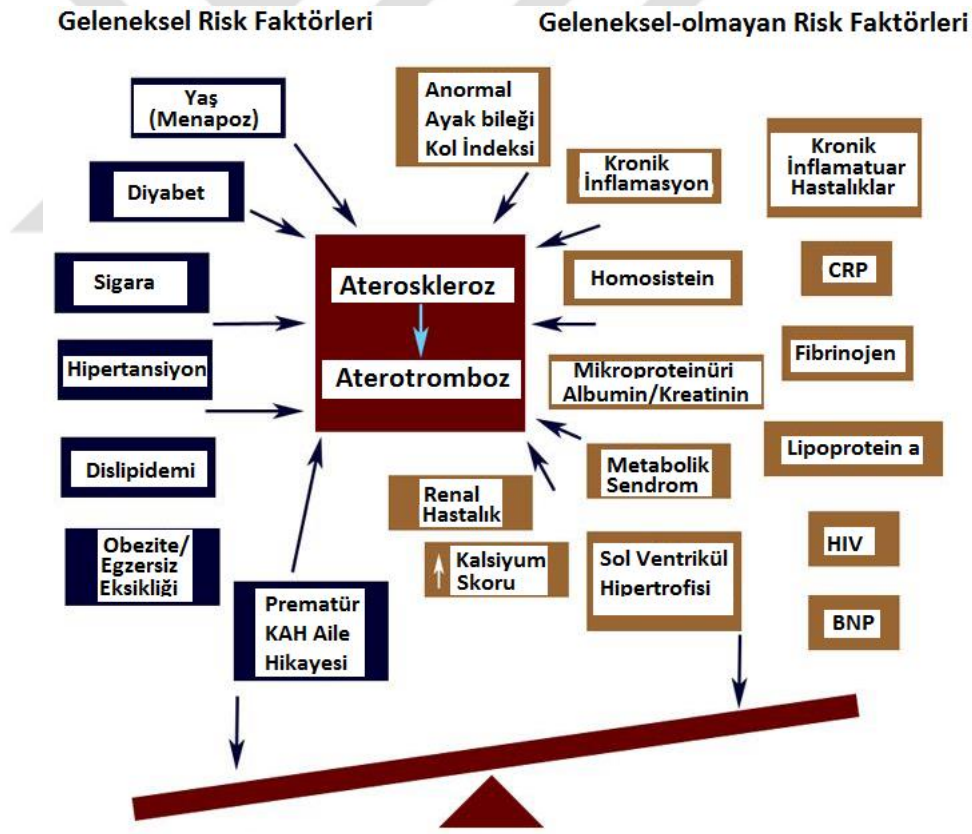 Geleneksel Risk Faktörleri
Geleneksel-olmayan Risk Faktörleri
Yaş
(Menapoz)
Diyabet
Sigara
Hipertansiyon
Dislipidemi
Obezite/
Egzersiz
Eksikliği
Prematür
KAH Aile
Hikayesi
Ateroskleroz
Aterotromboz
Anormal
Ayak bileği
Kol İndeksi
Kronik
İnflamasyon
Homosistein
Mikroproteinüri
Albumin/Kreatinin
Metabolik
Sendrom
Renal
Hastalık
Kalsiyum
Skoru
Sol Ventrikül
Hipertrofisi
Kronik
İnflamatuar
Hastalıklar
CRP
Fibrinojen
Lipoprotein a
HIV
BNP